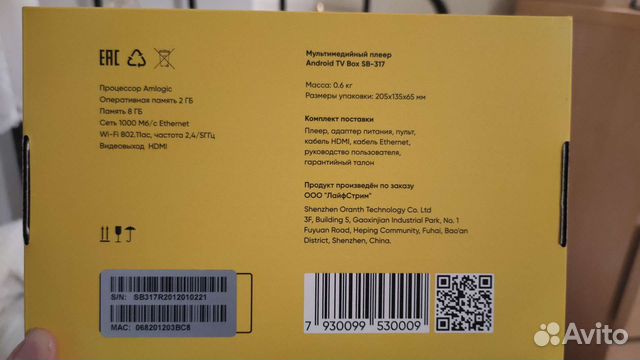 EAC
Процессор Amlogic
Оперативная память 2 ГБ
Память 8 ГБ
Сеть 1000 Мб/с Ethernet
Wi-Fi 802.11ac, частота 2,4/5ГГц
Видеовыход HDMI
Мультимедийный плеер
Android TV Box SB-317
Масса: 0.6 кг
Размеры упаковки: 205x135x65 мм
Комплект поставки
Плеер, адаптер питания, пульт,
кабель HDMI, кабель Ethernet,
руководство пользователя,
гарантийный талон
Продукт произведён по заказу
ООО "ЛайфСтрим"
Shenzhen Oranth Technology Co. Ltd
3F, Building 5, Gaoxinjian Industrial Park, No. 1
Fuyuan Road, Heping Community, Fuhai, Bao'an
District, Shenzhen, China.
S/N: SB317R2012010221
MAC: 068201203BC8
7 930099 530009
Avito